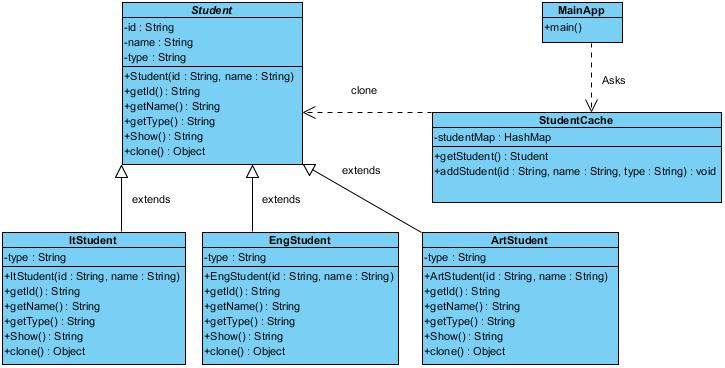 Student
-id : String
-name : String
-type : String
+Student(id : String, name : String)
+getId() : String
+getName() : String
+getType() : String
+Show() : String
+clone() : Object
MainApp
+main()
Asks
clone
StudentCache
-studentMap : HashMap
+getStudent() : Student
+addStudent(id : String, name : String, type : String) : void
extends
extends
extends
ItStudent
-type : String
+ItStudent(id : String, name : String)
+getId() : String
+getName() : String
+getType() : String
+Show() : String
+clone() : Object
EngStudent
-type : String
+EngStudent(id : String, name : String)
+getId() : String
+getName() : String
+getType() : String
+Show() : String
+clone() : Object
ArtStudent
-type : String
+ArtStudent(id : String, name : String)
+getId() : String
+getName() : String
+getType() : String
+Show() : String
+clone() : Object